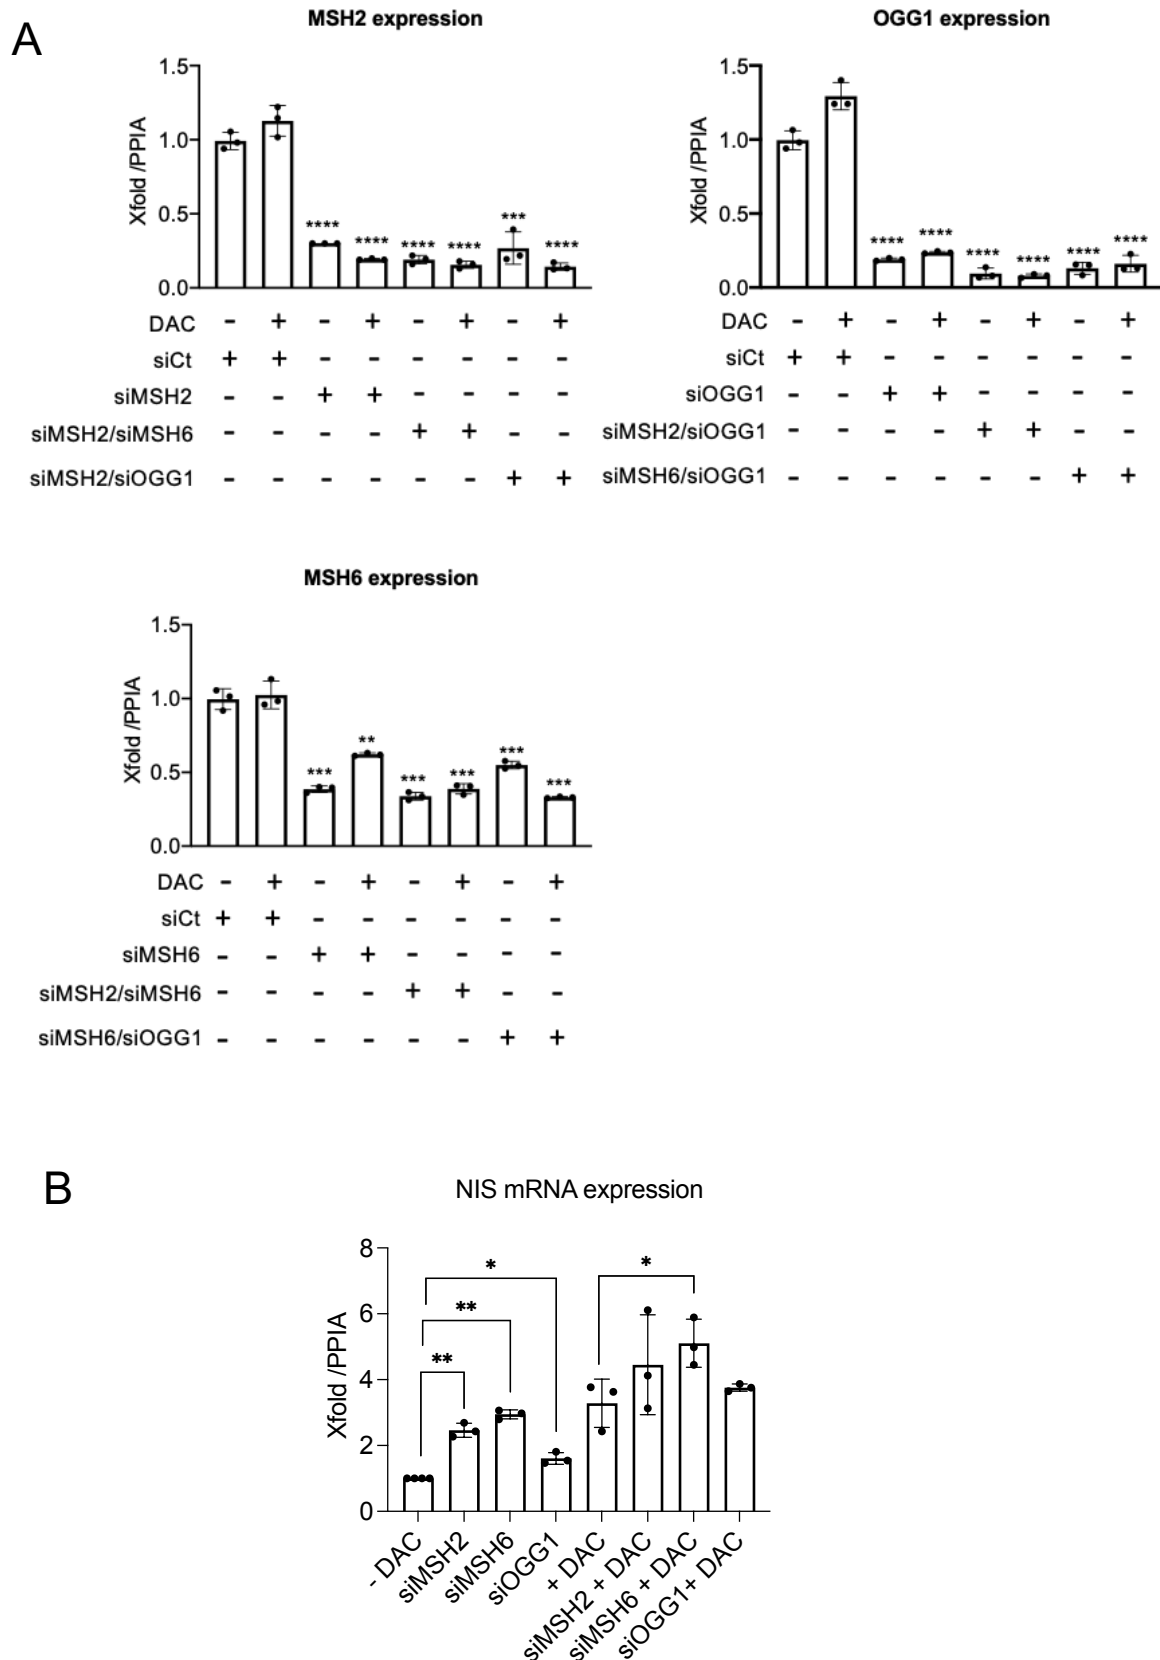 A
MSH2 expression
Xfold /PPIA
1.5
1.0
0.5
0.0
**** **** **** **** *** ****
DAC - + - + - + - +
siCt + + - - - - - -
siMSH2 - - + + - - - -
siMSH2/siMSH6 - - - - + + - -
siMSH2/siOGG1 - - - - - - + +
OGG1 expression
Xfold /PPIA
1.5
1.0
0.5
0.0
**** **** **** **** **** ****
DAC - + - + - + - +
siCt + + - - - - - -
siOGG1 - - + + - - - -
siMSH2/siOGG1 - - - - + + - -
siMSH6/siOGG1 - - - - - - + +
MSH6 expression
Xfold /PPIA
1.5
1.0
0.5
0.0
*** ** *** *** *** ***
DAC - + - + - + - +
siCt + + - - - - - -
siMSH6 - - + + - - - -
siMSH2/siMSH6 - - - - + + - -
siMSH6/siOGG1 - - - - - - + +
B
NIS mRNA expression
Xfold /PPIA
8
6
4
2
0
*
**
**
*
- DAC
siMSH2
siMSH6
siOGG1
+ DAC
siMSH2 + DAC
siMSH6 + DAC
siOGG1+ DAC